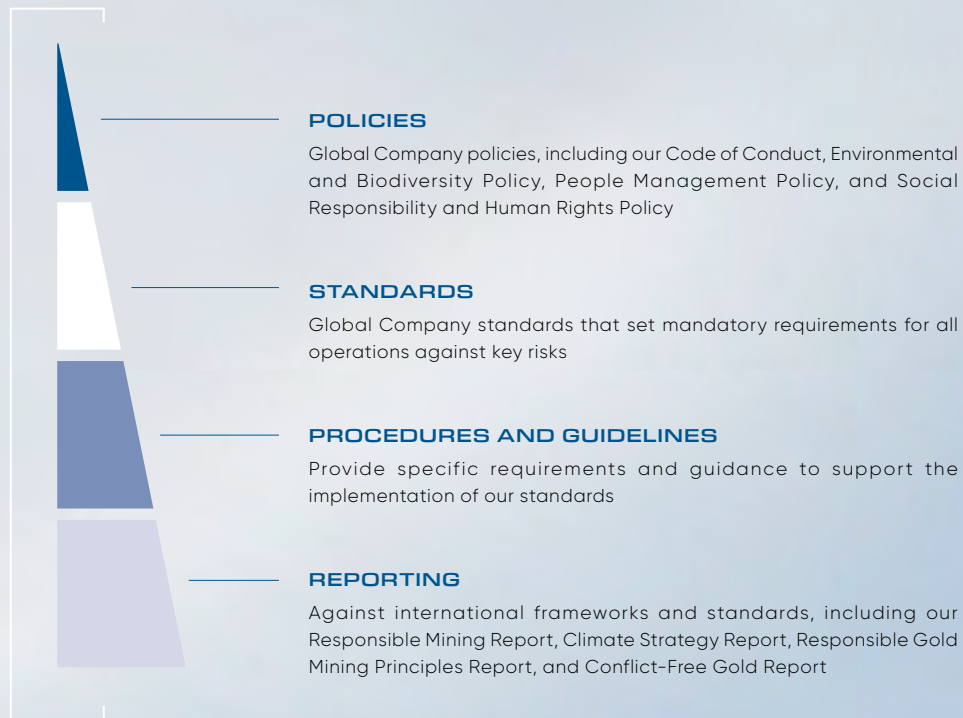 POLICIES
Global Company policies, including our Code of Conduct, Environmental
and Biodiversity Policy, People Management Policy, and Social
Responsibility and Human Rights Policy
STANDARDS
Global Company standards that set mandatory requirements for all
operations against key risks
PROCEDURES AND GUIDELINES
Provide specific requirements and guidance to support the
implementation of our standards
REPORTING
Against international frameworks and standards, including our
Responsible Mining Report, Climate Strategy Report, Responsible Gold
Mining Principles Report, and Conflict-Free Gold Report